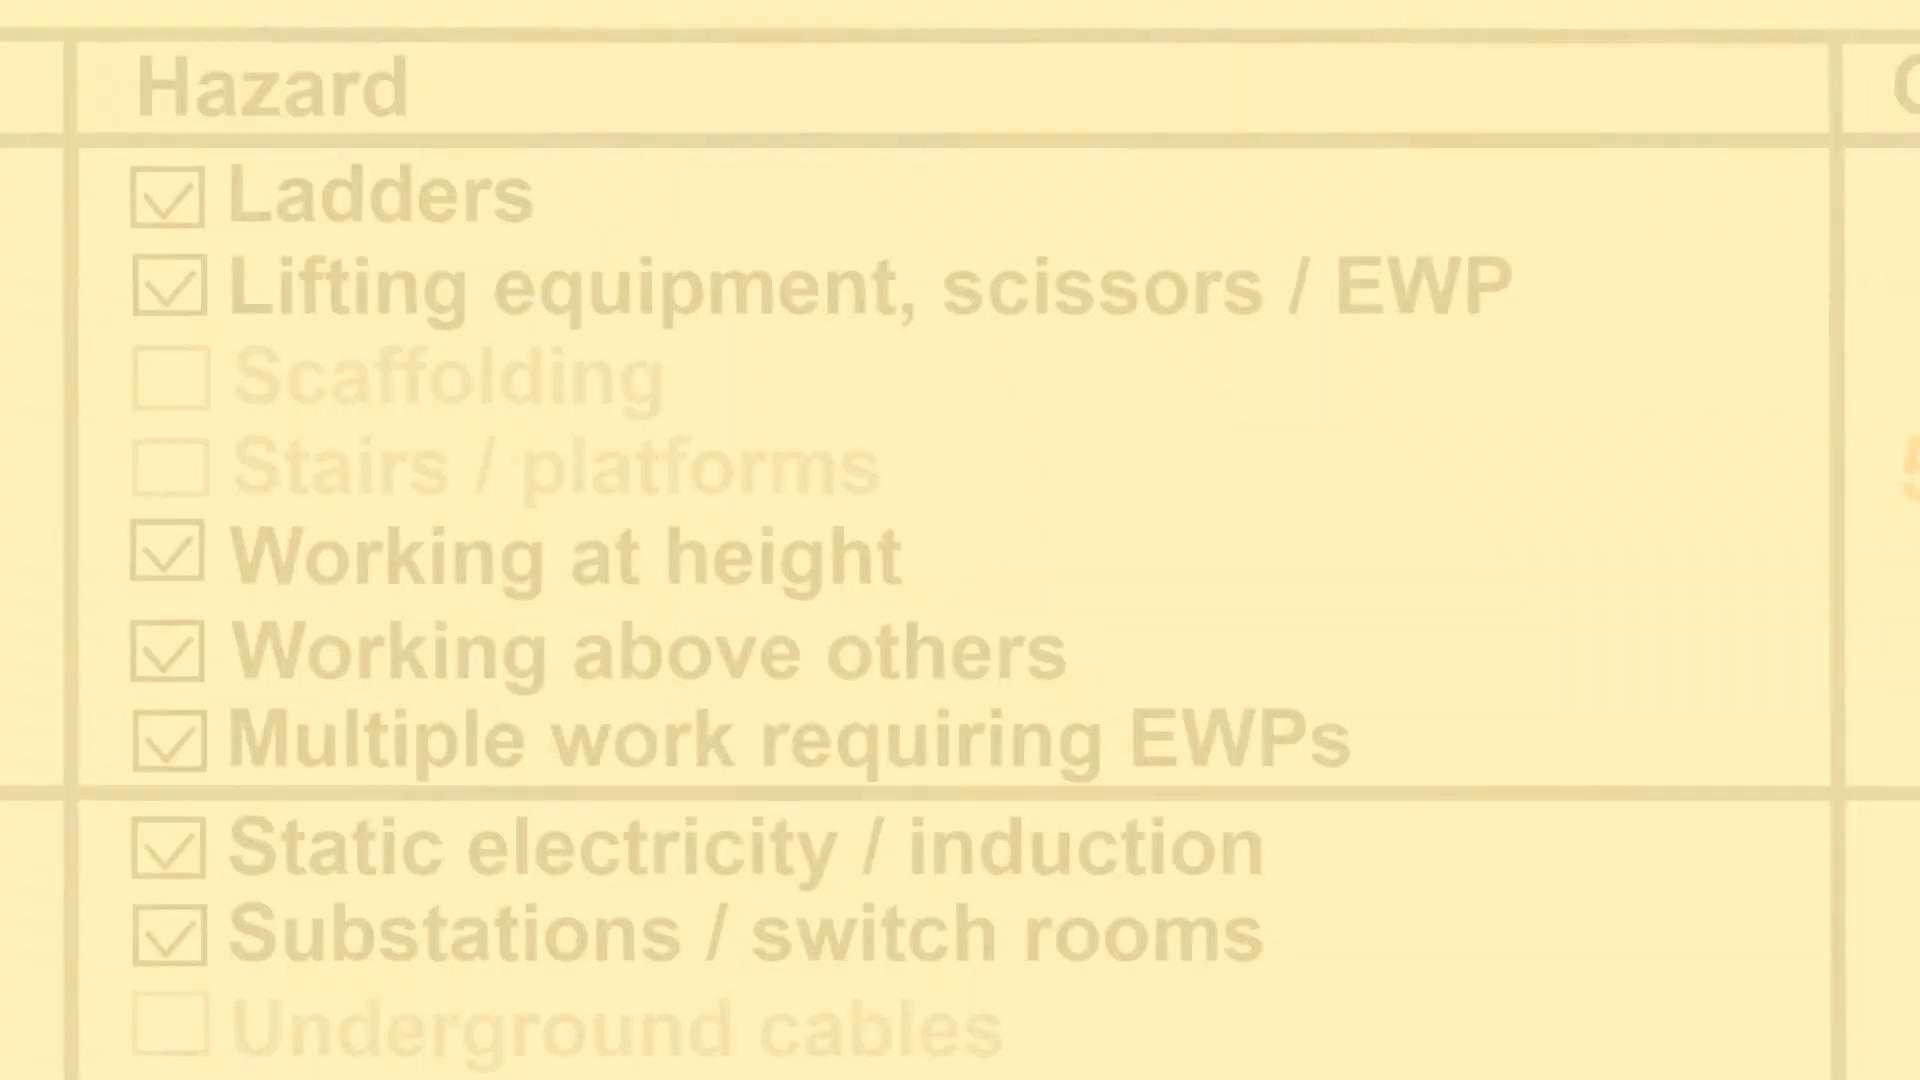 Hazard
Ladders
Lifting equipment, scissors / EWP
Scaffolding
Stairs / platforms
Working at height
Working above others
Multiple work requiring EWPs
Static electricity / induction
Substations / switch rooms
Underground cables